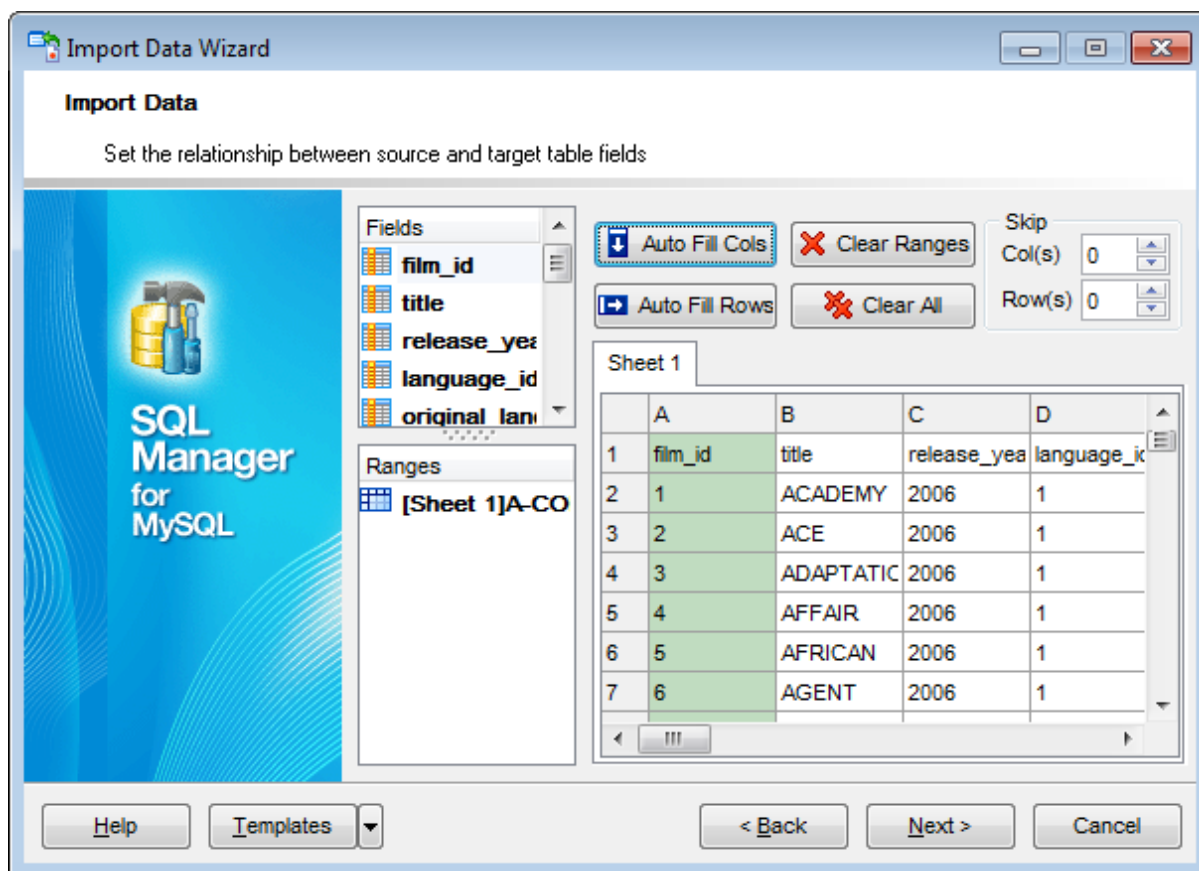 Import Data Wizard
Import Data
Set the relationship between source and target table fields
SQL
Manager
for
MySQL
Fields
film_id
title
release_yea
language_id
original_lan
Ranges
[Sheet 1]A-CO
Auto Fill Cols
Clear Ranges
Auto Fill Rows
Clear All
Skip
Col(s) 0
Row(s) 0
Sheet 1
A B C D
1 film_id title release_yea language_ic
2 1 ACADEMY 2006 1
3 2 ACE 2006 1
4 3 ADAPTATIC 2006 1
5 4 AFFAIR 2006 1
6 5 AFRICAN 2006 1
7 6 AGENT 2006 1
Help
Templates
< Back
Next >
Cancel